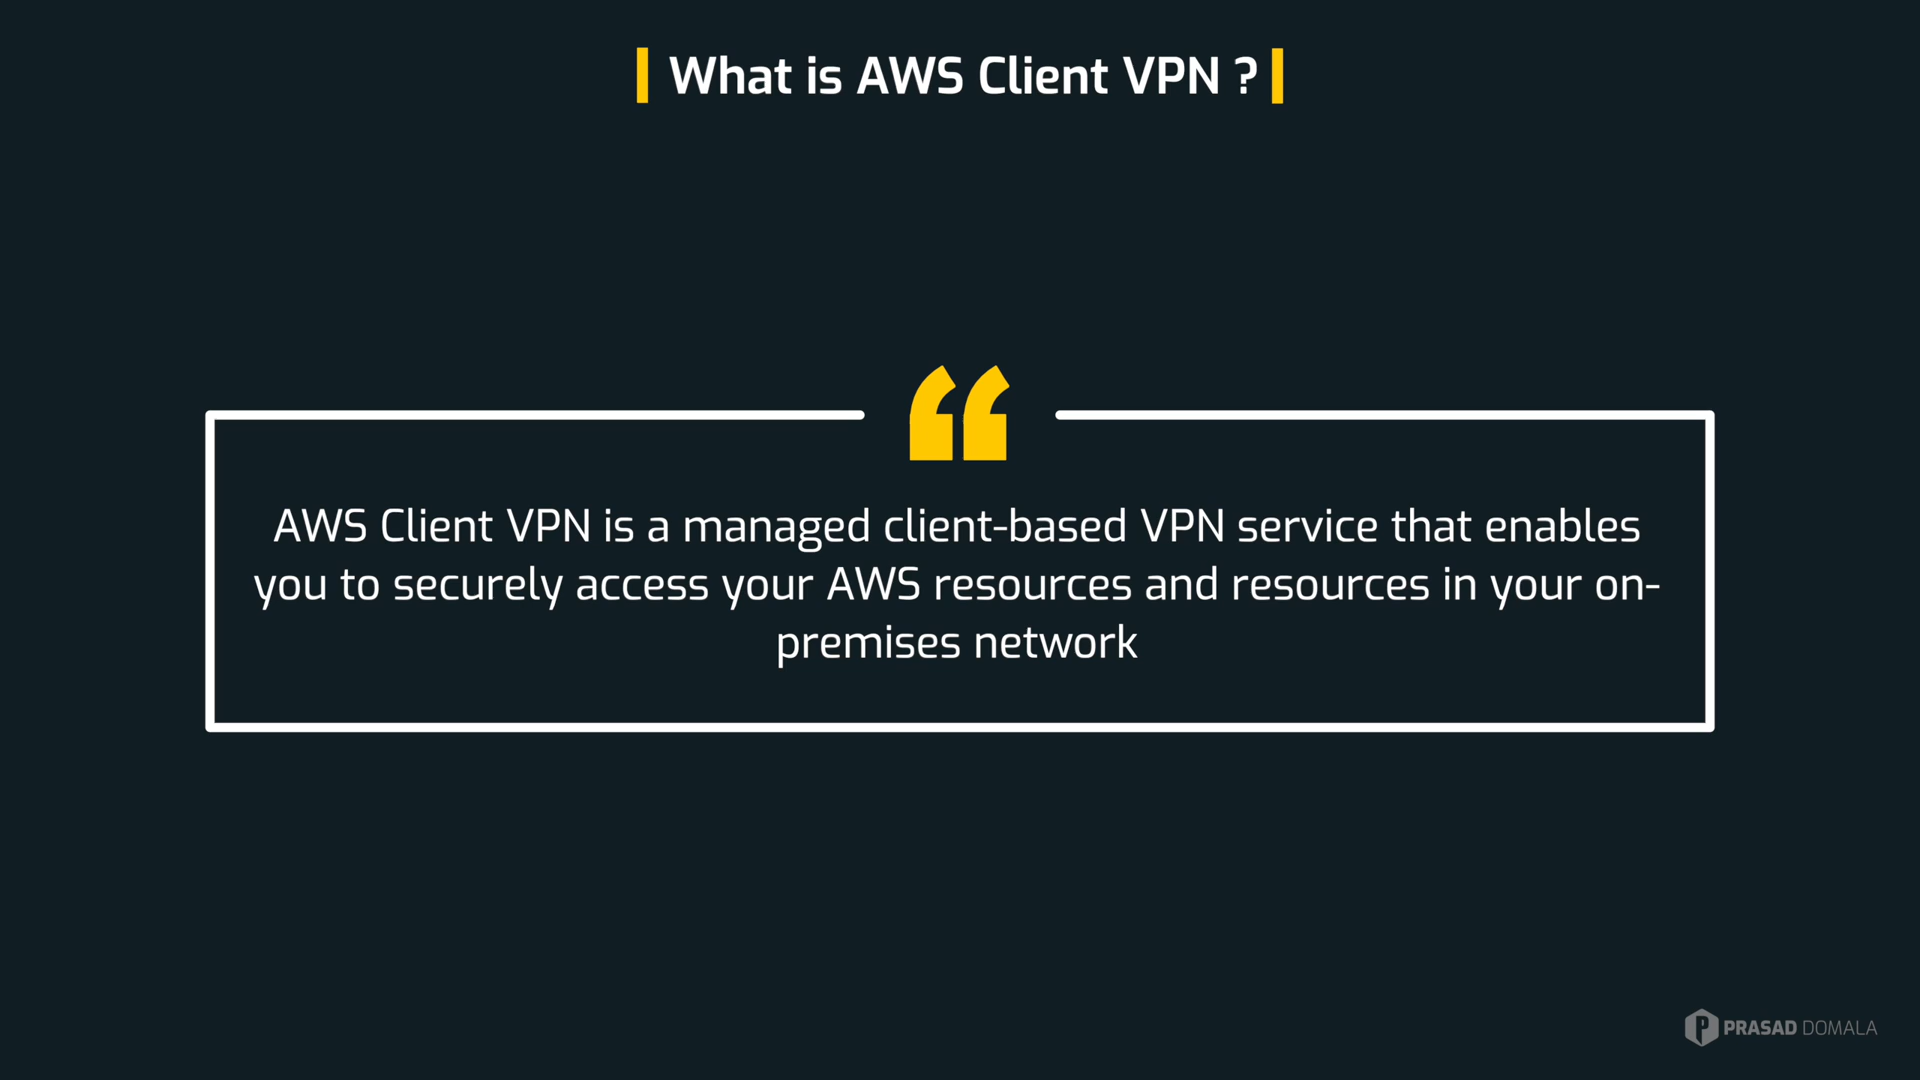 What is AWS Client VPN ?
AWS Client VPN is a managed client-based VPN service that enables
you to securely access your AWS resources and resources in your on-
premises network
PRASAD DOMALA